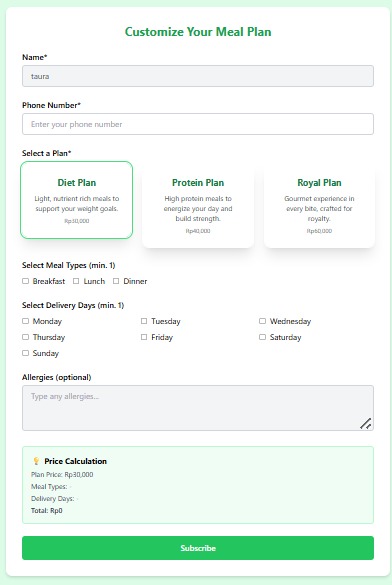 Customize Your Meal Plan
Name*
taura
Phone Number*
Enter your phone number
Select a Plan*
Diet Plan
Light, nutrient rich meals to
support your weight goals.
Rp30,000
Protein Plan
High protein meals to
energize your day and
build strength.
Rp40,000
Royal Plan
Gourmet experience in
every bite, crafted for
royalty.
Rp60,000
Select Meal Types (min. 1)
Breakfast Lunch Dinner
Select Delivery Days (min. 1)
Monday Tuesday Wednesday
Thursday Friday Saturday
Sunday
Allergies (optional)
Type any allergies...
Price Calculation
Plan Price: Rp30,000
Meal Types: -
Delivery Days: -
Total: Rp0
Subscribe